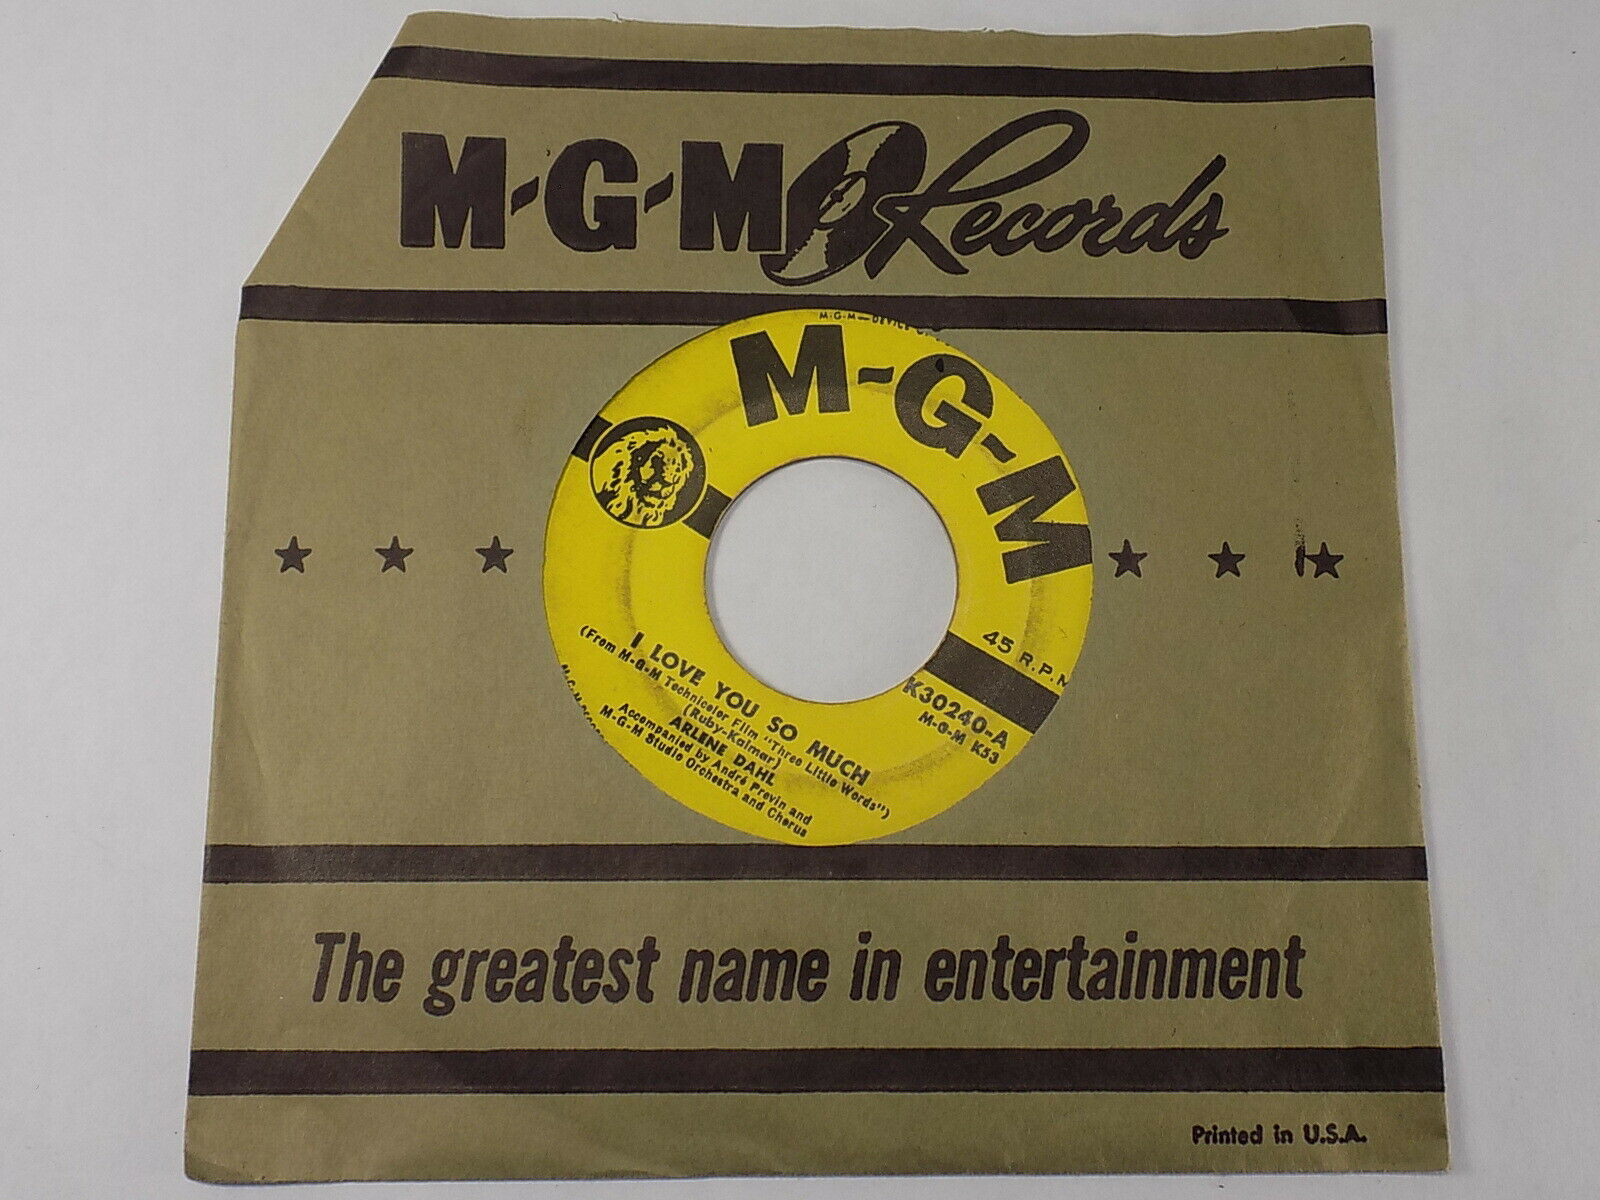 M-G-M Records
M-G-M—DEVICE
M-G-M
45 R.P.M
K30240-A
M-G-M K53
I LOVE YOU SO MUCH
(From M-G-M Technicolor Film "Three Little Words")
(Ruby-Kalmar)
ARLENE DAHL
Accompanied by André Previn and
M-G-M Studio Orchestra and Chorus
The greatest name in entertainment
Printed in U.S.A.